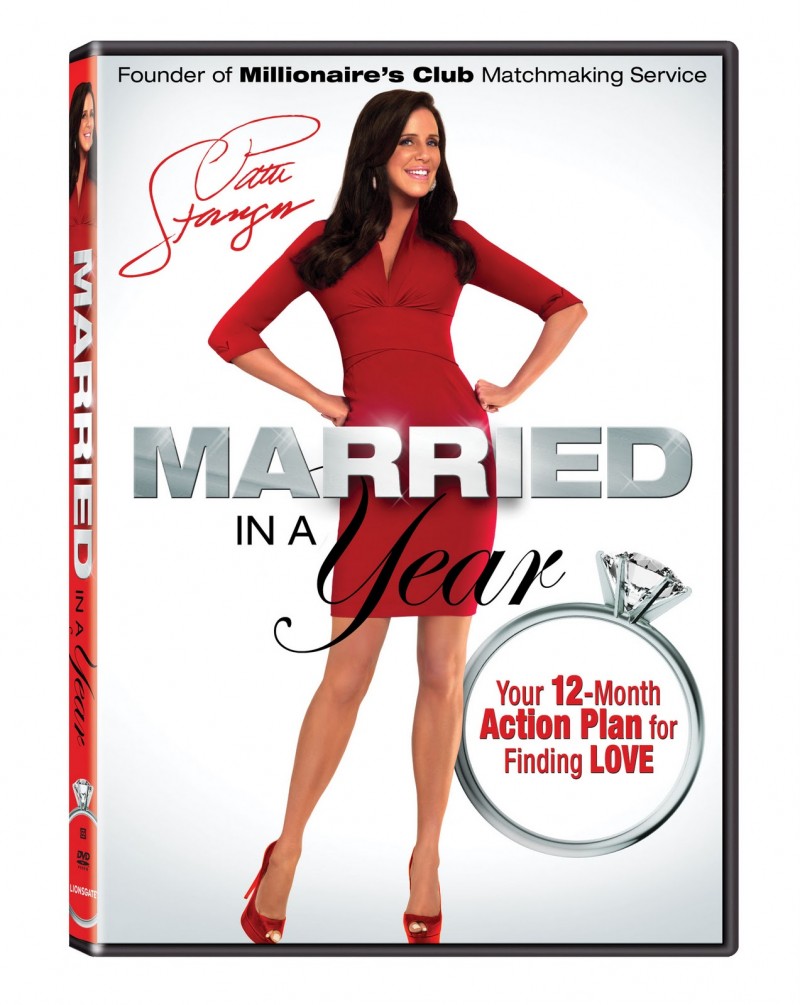 Founder of Millionaire's Club Matchmaking Service
Patti
Stanger
MARRIED
IN A
Year
Your 12-Month
Action Plan for
Finding LOVE
MARRIED
IN A
Year
DVD
LIONSGATE